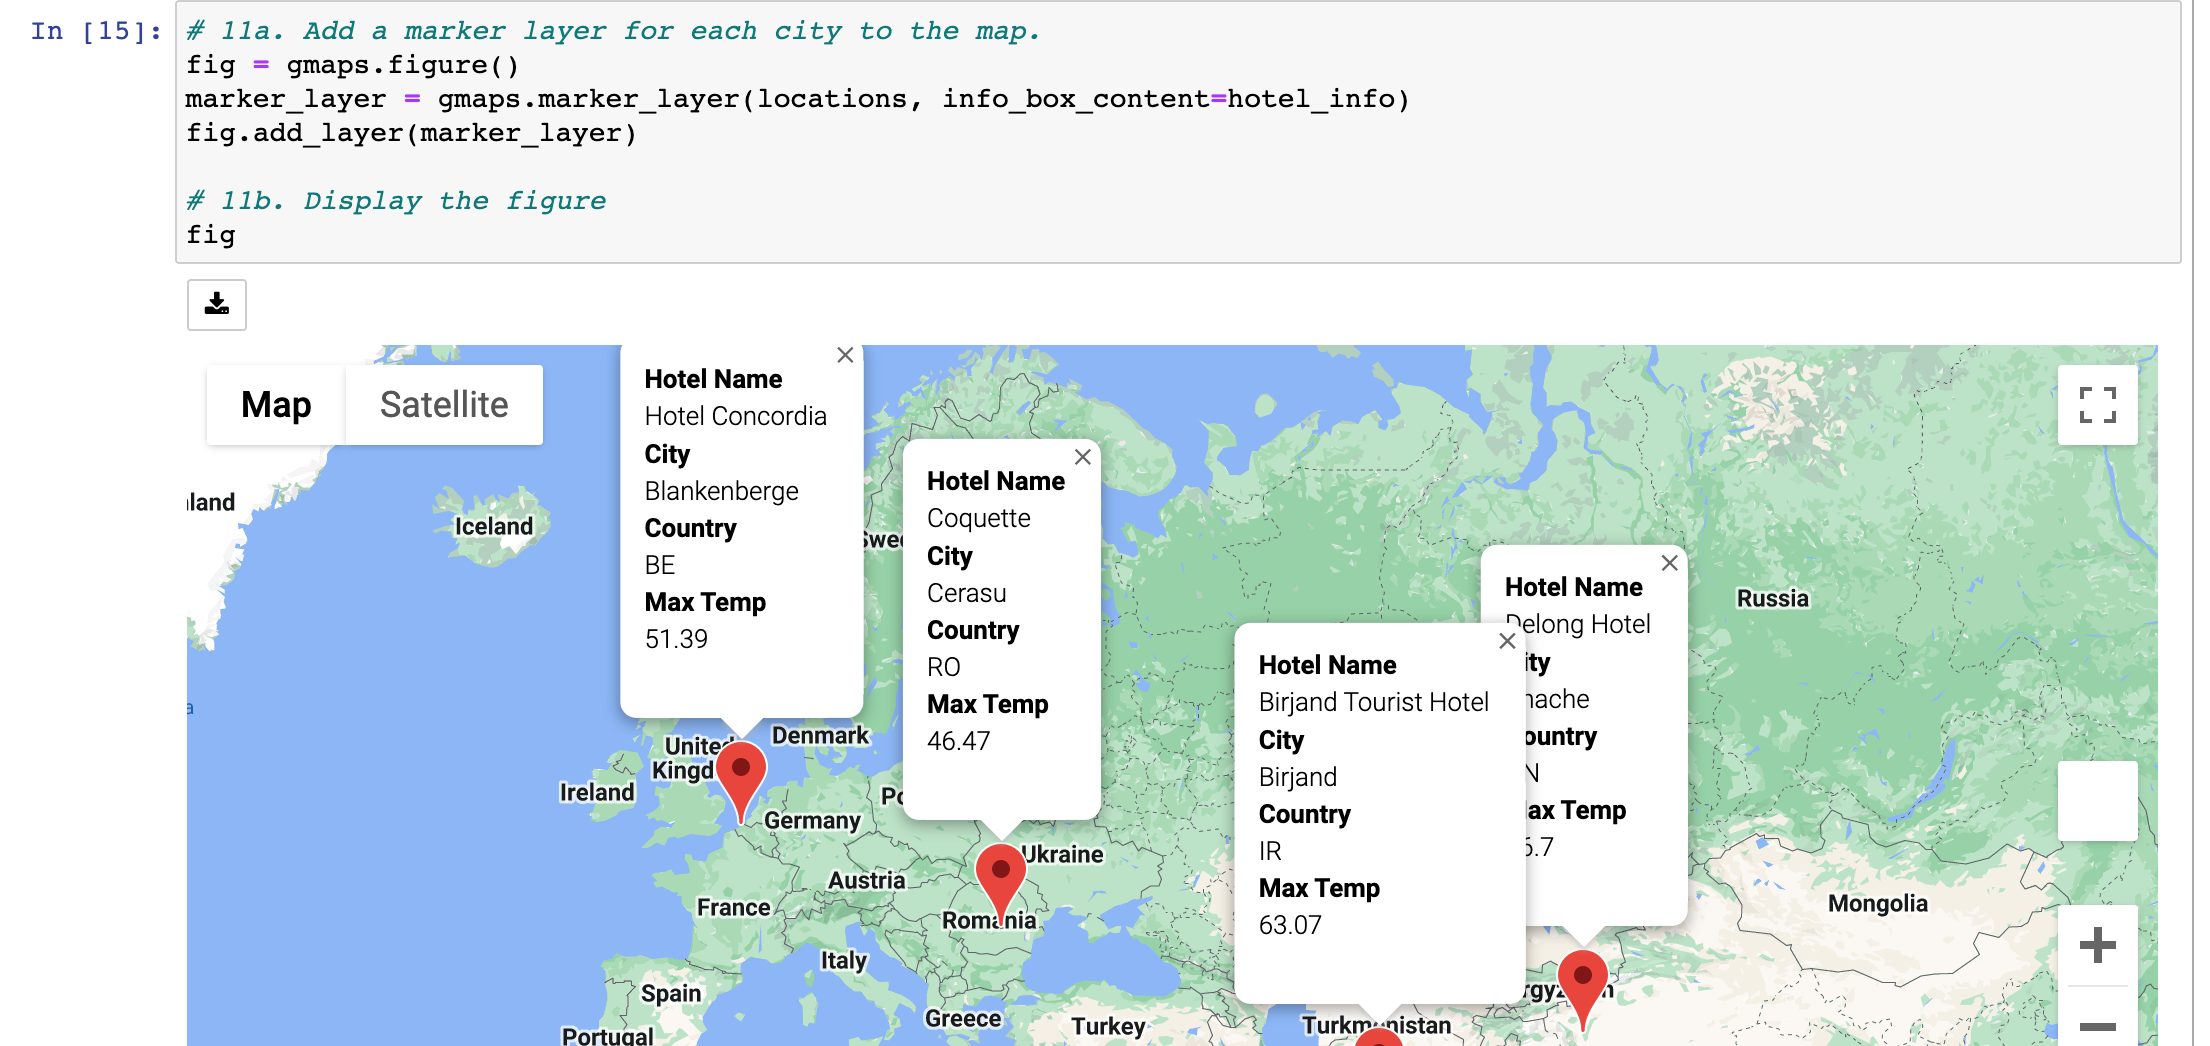 In [15]:
# 11a. Add a marker layer for each city to the map.
fig = gmaps.figure()
marker_layer = gmaps.marker_layer(locations, info_box_content=hotel_info)
fig.add_layer(marker_layer)
# 11b. Display the figure
fig
Map
Satellite
Hotel Name
Hotel Concordia
City
Blankenberge
Country
BE
Max Temp
51.39
Hotel Name
Coquette
City
Cerasu
Country
RO
Max Temp
46.47
Hotel Name
Delong Hotel
ity
nache
ountry
N
ax Temp
6.7
Hotel Name
Birjand Tourist Hotel
City
Birjand
Country
IR
Max Temp
63.07
land
Iceland
Swe
Russia
a
Denmark
United
Kingd
Ireland
Po
Germany
Ukraine
Austria
France
Romania
Mongolia
Italy
Spain
Greece
Turkey
Portugal
Turkmenistan